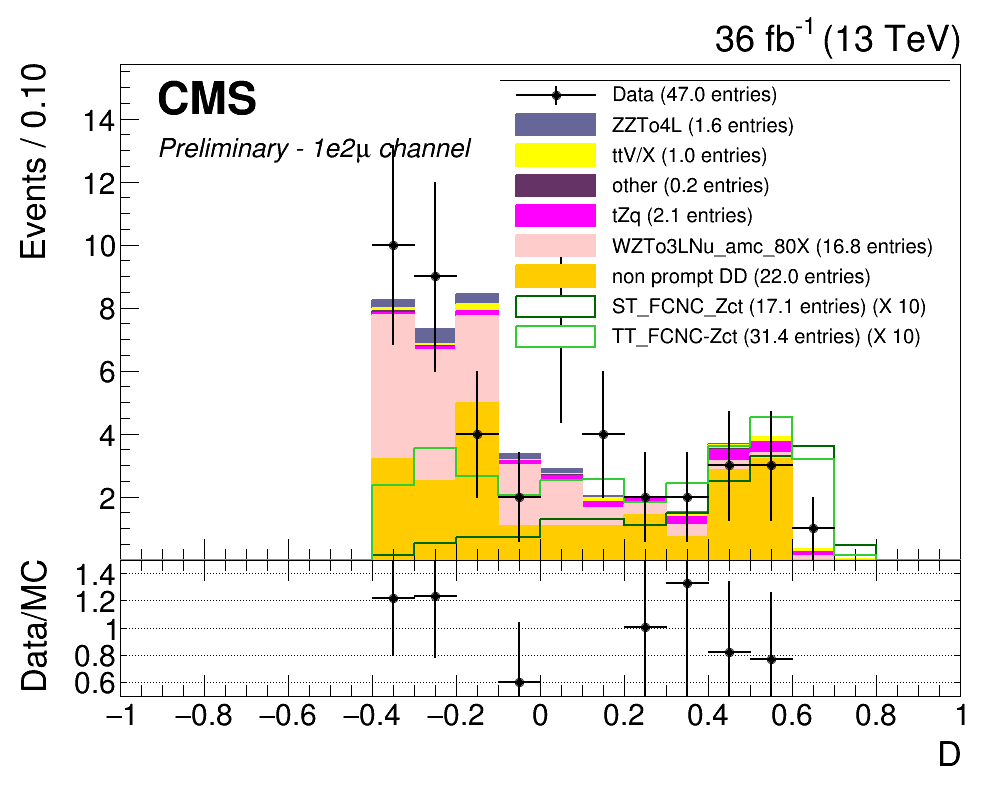 36 fb-1 (13 TeV)
Events / 0.10
CMS
Preliminary - 1e2μ channel
Data (47.0 entries)
ZZTo4L (1.6 entries)
ttV/X (1.0 entries)
other (0.2 entries)
tZq (2.1 entries)
WZTo3LNu_amc_80X (16.8 entries)
non prompt DD (22.0 entries)
ST_FCNC_Zct (17.1 entries) (X 10)
TT_FCNC-Zct (31.4 entries) (X 10)
14
12
10
8
6
4
2
Data/MC
1.4
1.2
1
0.8
0.6
−1 −0.8 −0.6 −0.4 −0.2 0 0.2 0.4 0.6 0.8 1
D